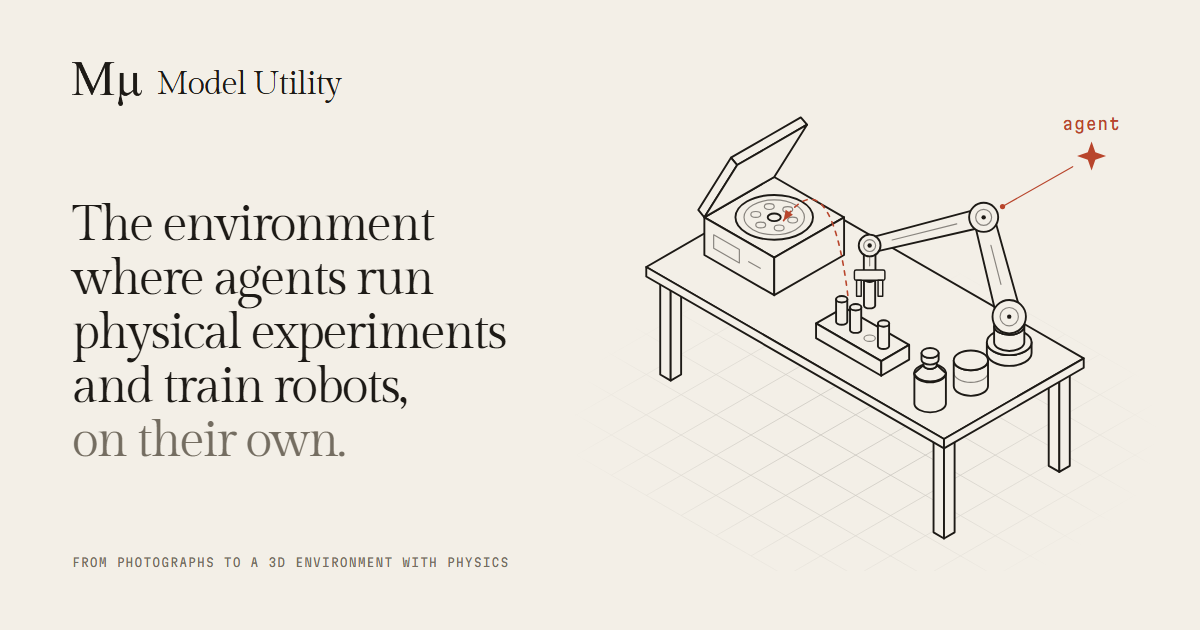 Mμ Model Utility
agent
The environment
where agents run
physical experiments
and train robots,
on their own.
FROM PHOTOGRAPHS TO A 3D ENVIRONMENT WITH PHYSICS